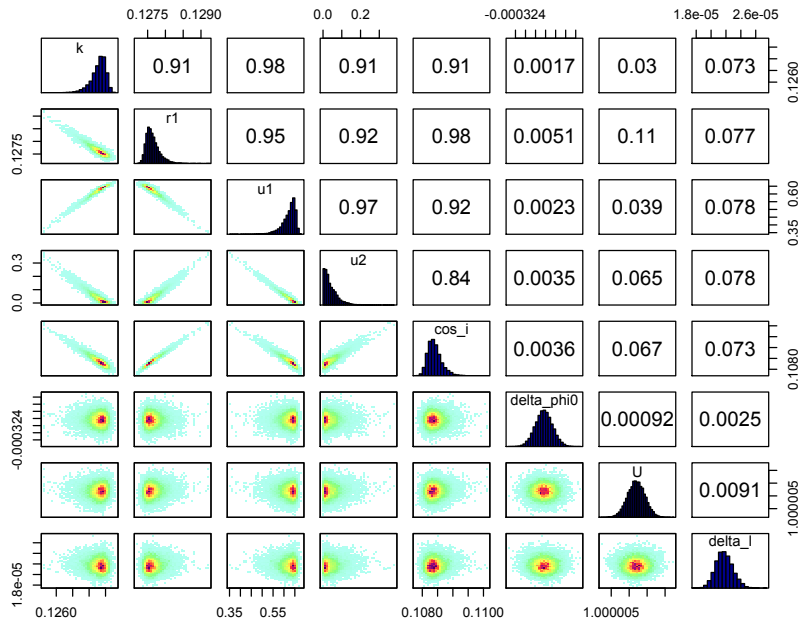 0.1275 0.1290 0.0 0.2 -0.000324 1.8e-05 2.6e-05
k 0.91 0.98 0.91 0.91 0.0017 0.03 0.073 0.1260
0.1275 r1 0.95 0.92 0.98 0.0051 0.11 0.077
u1 0.97 0.92 0.0023 0.039 0.078 0.35 0.60
0.0 0.3 u2 0.84 0.0035 0.065 0.078
cos_i 0.0036 0.067 0.073 0.1080
-0.000324 delta_phi0 0.00092 0.0025
U 0.0091 1.000005
1.8e-05 delta_l
0.1260 0.35 0.55 0.1080 0.1100 1.000005